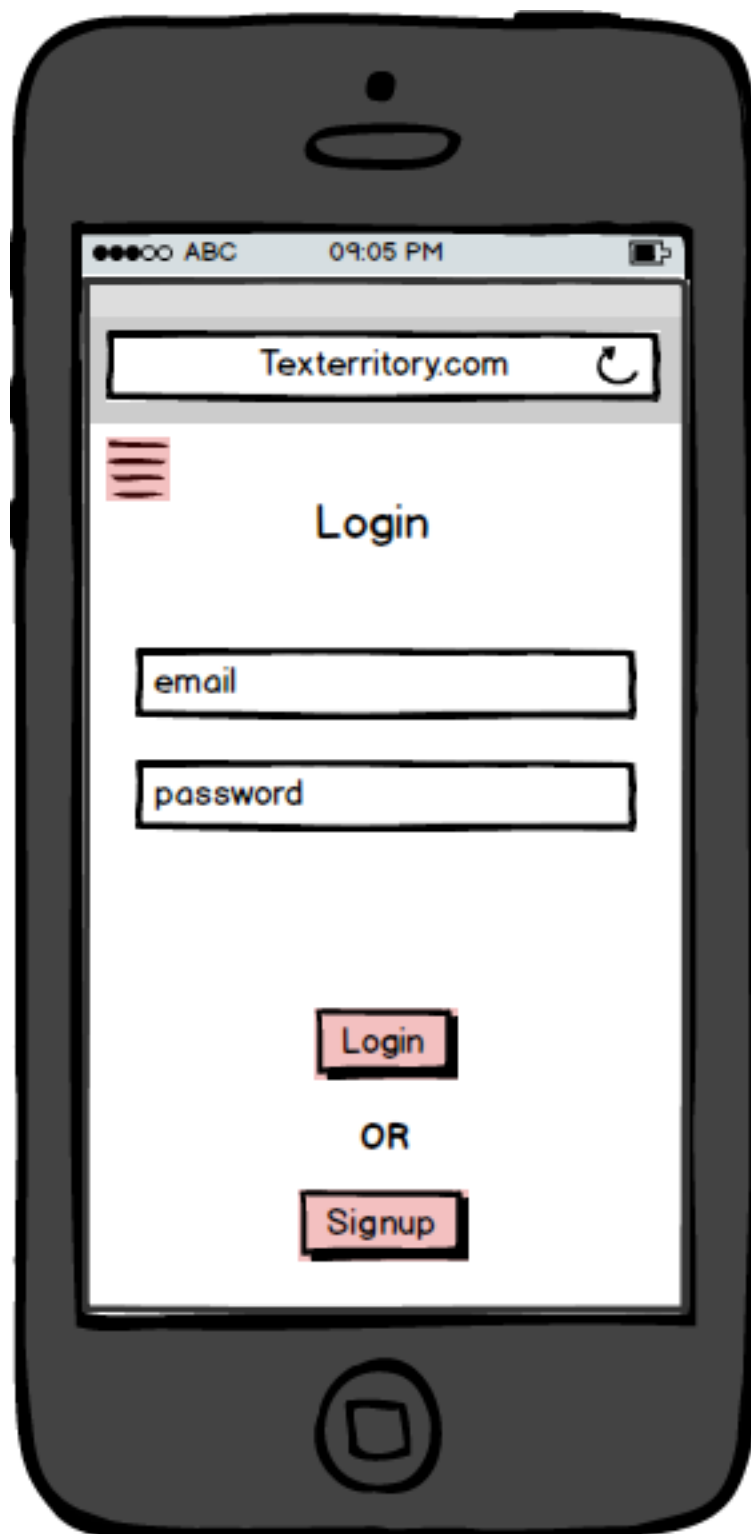 ABC 09:05 PM
Texterritory.com
Login
email
password
Login
OR
Signup